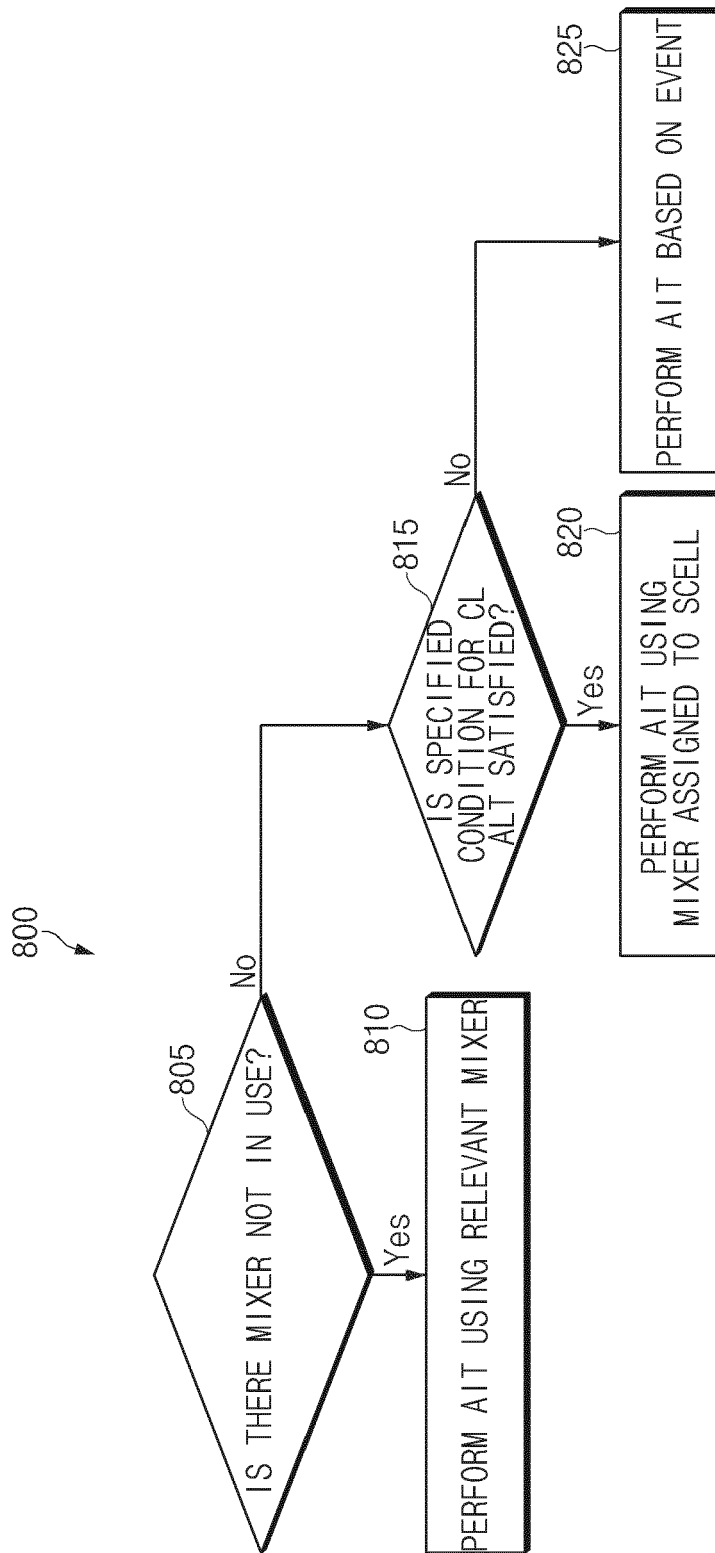 800
805
IS THERE MIXER NOT IN USE?
No
Yes
810
PERFORM AIT USING RELEVANT MIXER
815
IS SPECIFIED
CONDITION FOR CL
ALT SATISFIED?
No
Yes
820
PERFORM AIT USING
MIXER ASSIGNED TO SCELL
825
PERFORM AIT BASED ON EVENT